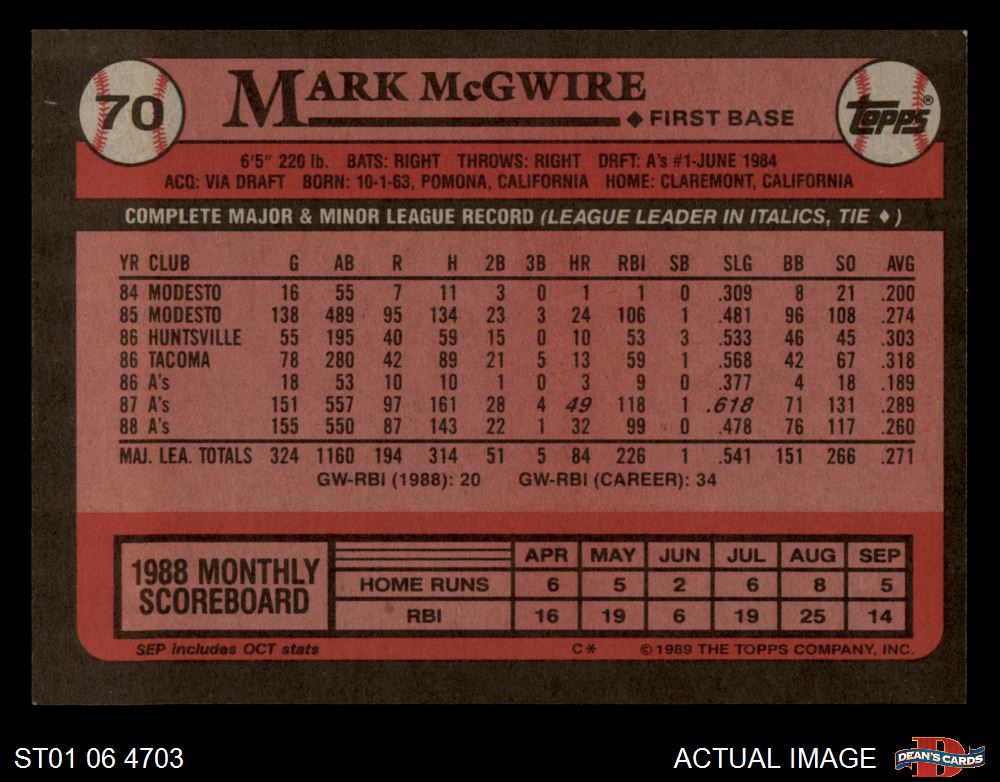 70
MARK McGWIRE
◆ FIRST BASE
topps®
6'5" 220 lb. BATS: RIGHT THROWS: RIGHT DRFT: A's #1-JUNE 1984
ACQ: VIA DRAFT BORN: 10-1-63, POMONA, CALIFORNIA HOME: CLAREMONT, CALIFORNIA
COMPLETE MAJOR & MINOR LEAGUE RECORD (LEAGUE LEADER IN ITALICS, TIE ♦)
YR CLUB G AB R H 2B 3B HR RBI SB SLG BB SO AVG
84 MODESTO 16 55 7 11 3 0 1 1 0 .309 8 21 .200
85 MODESTO 138 489 95 134 23 3 24 106 1 .481 96 108 .274
86 HUNTSVILLE 55 195 40 59 15 0 10 53 3 .533 46 45 .303
86 TACOMA 78 280 42 89 21 5 13 59 1 .568 42 67 .318
86 A's 18 53 10 10 1 0 3 9 0 .377 4 18 .189
87 A's 151 557 97 161 28 4 49 118 1 .618 71 131 .289
88 A's 155 550 87 143 22 1 32 99 0 .478 76 117 .260
MAJ. LEA. TOTALS 324 1160 194 314 51 5 84 226 1 .541 151 266 .271
GW-RBI (1988): 20 GW-RBI (CAREER): 34
1988 MONTHLY
SCOREBOARD
APR MAY JUN JUL AUG SEP
HOME RUNS 6 5 2 6 8 5
RBI 16 19 6 19 25 14
SEP includes OCT stats C* © 1989 THE TOPPS COMPANY, INC.
ST01 06 4703
ACTUAL IMAGE
D
DEAN'S CARDS